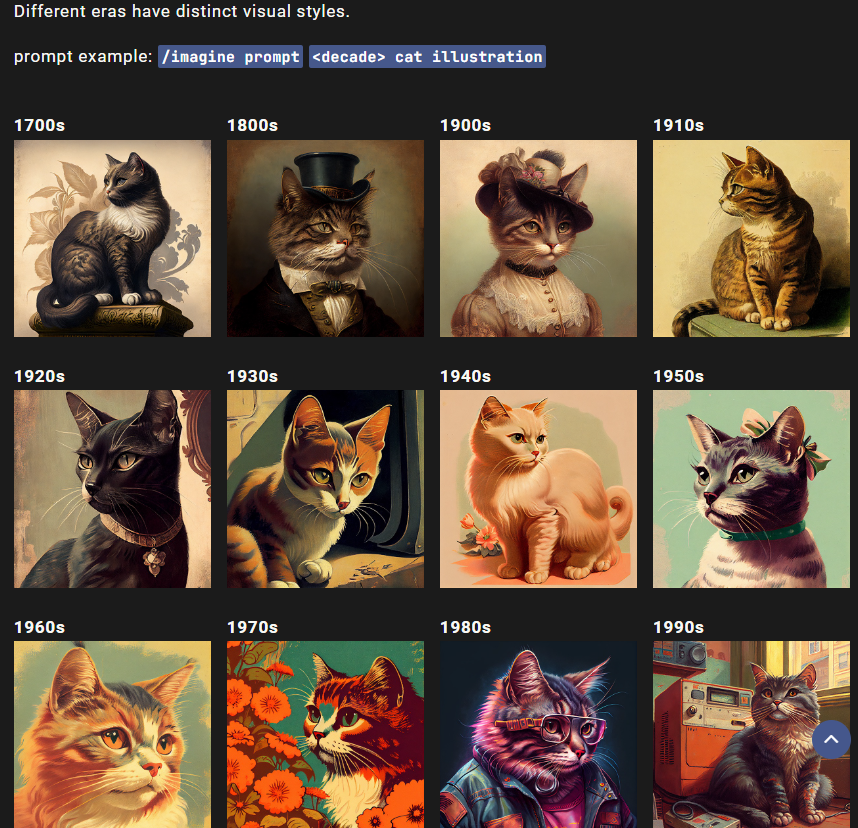 Different eras have distinct visual styles.
prompt example: /imagine prompt <decade> cat illustration
1700s
1800s
1900s
1910s
1920s
1930s
1940s
1950s
1960s
1970s
1980s
1990s